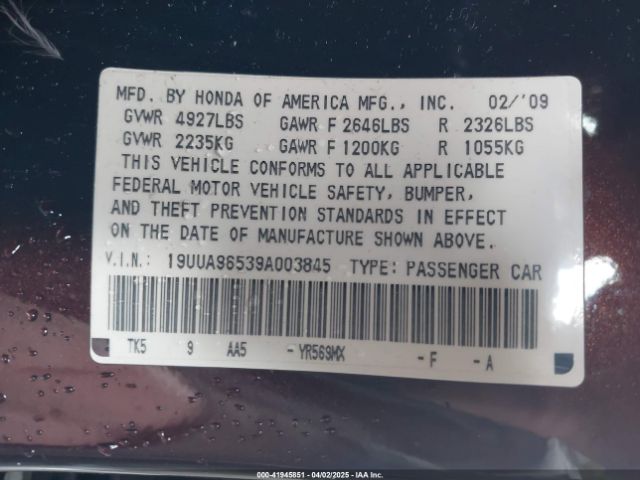 MFD. BY HONDA OF AMERICA MFG., INC. 02/'09
GVWR 4927LBS GAWR F 2646LBS R 2326LBS
GVWR 2235KG GAWR F 1200KG R 1055KG
THIS VEHICLE CONFORMS TO ALL APPLICABLE
FEDERAL MOTOR VEHICLE SAFETY, BUMPER,
AND THEFT PREVENTION STANDARDS IN EFFECT
ON THE DATE OF MANUFACTURE SHOWN ABOVE.
V.I.N.: 19UUA96539A003845 TYPE: PASSENGER CAR
TK5 9 AA5 -YR569MX -F -A
000-41945851 - 04/02/2025 - IAAI Inc.